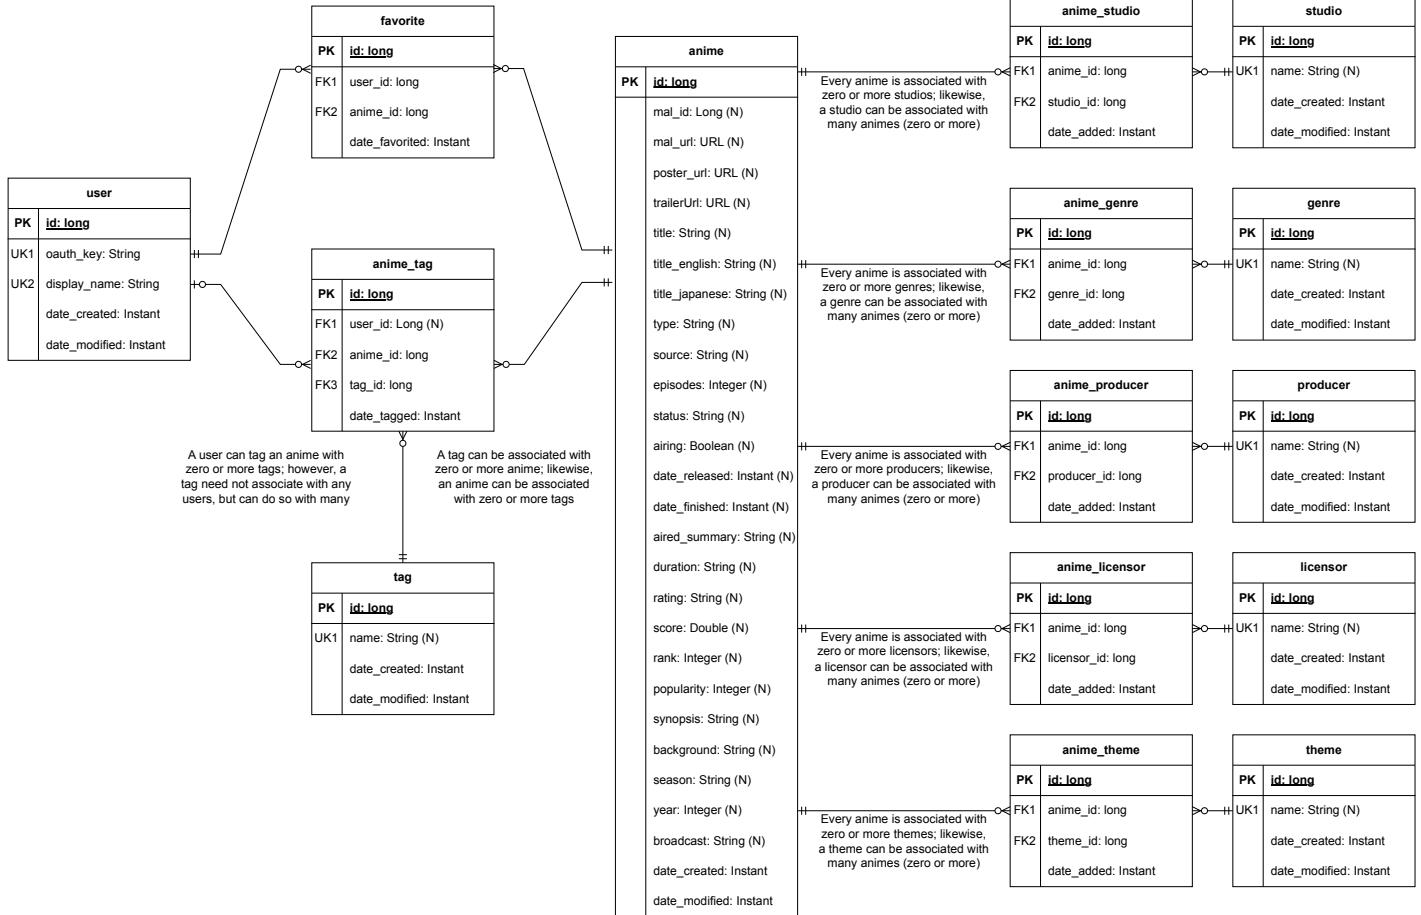 favorite
PK id: long
FK1 user_id: long
FK2 anime_id: long
date_favorited: Instant
user
PK id: long
UK1 oauth_key: String
UK2 display_name: String
date_created: Instant
date_modified: Instant
anime_tag
PK id: long
FK1 user_id: Long (N)
FK2 anime_id: long
FK3 tag_id: long
date_tagged: Instant
A user can tag an anime with
zero or more tags; however, a
tag need not associate with any
users, but can do so with many
A tag can be associated with
zero or more anime; likewise,
an anime can be associated
with zero or more tags
tag
PK id: long
UK1 name: String (N)
date_created: Instant
date_modified: Instant
anime
PK id: long
mal_id: Long (N)
mal_url: URL (N)
poster_url: URL (N)
trailerUrl: URL (N)
title: String (N)
title_english: String (N)
title_japanese: String (N)
type: String (N)
source: String (N)
episodes: Integer (N)
status: String (N)
airing: Boolean (N)
date_released: Instant (N)
date_finished: Instant (N)
aired_summary: String (N)
duration: String (N)
rating: String (N)
score: Double (N)
rank: Integer (N)
popularity: Integer (N)
synopsis: String (N)
background: String (N)
season: String (N)
year: Integer (N)
broadcast: String (N)
date_created: Instant
date_modified: Instant
Every anime is associated with
zero or more studios; likewise,
a studio can be associated with
many animes (zero or more)
anime_studio
PK id: long
FK1 anime_id: long
FK2 studio_id: long
date_added: Instant
studio
PK id: long
UK1 name: String (N)
date_created: Instant
date_modified: Instant
Every anime is associated with
zero or more genres; likewise,
a genre can be associated with
many animes (zero or more)
anime_genre
PK id: long
FK1 anime_id: long
FK2 genre_id: long
date_added: Instant
genre
PK id: long
UK1 name: String (N)
date_created: Instant
date_modified: Instant
Every anime is associated with
zero or more producers; likewise,
a producer can be associated with
many animes (zero or more)
anime_producer
PK id: long
FK1 anime_id: long
FK2 producer_id: long
date_added: Instant
producer
PK id: long
UK1 name: String (N)
date_created: Instant
date_modified: Instant
Every anime is associated with
zero or more licensors; likewise,
a licensor can be associated with
many animes (zero or more)
anime_licensor
PK id: long
FK1 anime_id: long
FK2 licensor_id: long
date_added: Instant
licensor
PK id: long
UK1 name: String (N)
date_created: Instant
date_modified: Instant
Every anime is associated with
zero or more themes; likewise,
a theme can be associated with
many animes (zero or more)
anime_theme
PK id: long
FK1 anime_id: long
FK2 theme_id: long
date_added: Instant
theme
PK id: long
UK1 name: String (N)
date_created: Instant
date_modified: Instant